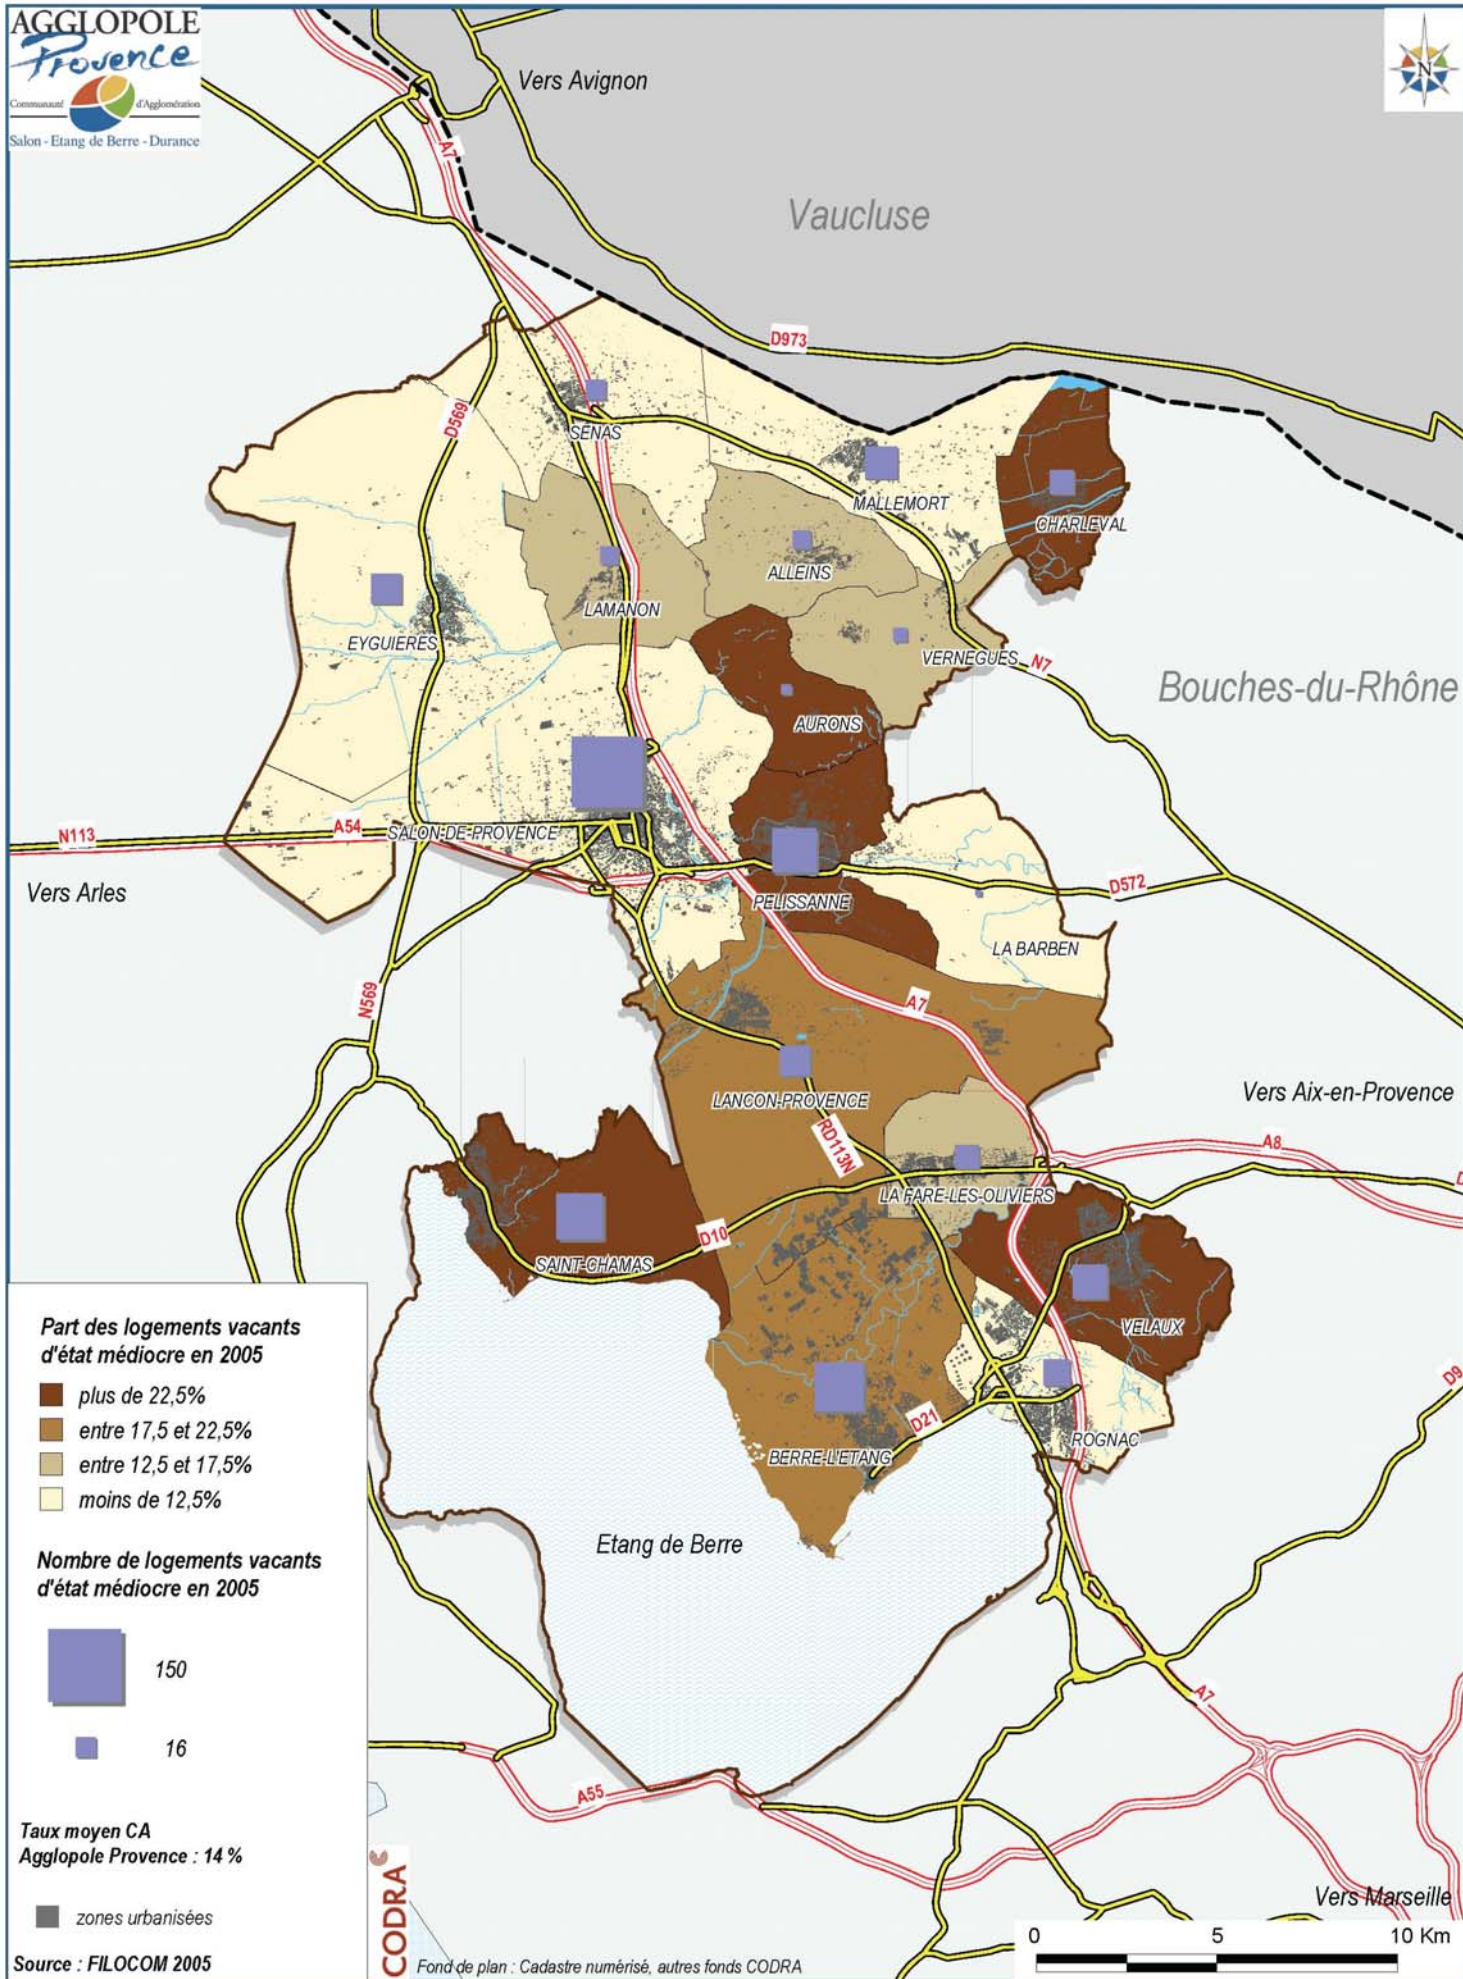 AGGLOPOLE
Provence
Communauté d'Agglomération
Salon - Etang de Berre - Durance
N
Vers Avignon
A7
Vaucluse
D973
D569
SENAS
MALLEMORT
CHARLEVAL
ALLEINS
LAMANON
EYGUIERES
VERNEGUES
N7
Bouches-du-Rhône
AURONS
N113
A54
SALON-DE-PROVENCE
Vers Arles
D572
PELISSANNE
LA BARBEN
N569
A7
Vers Aix-en-Provence
LANCON-PROVENCE
RD113N
A8
D
LA FARE-LES-OLIVIERS
D10
SAINT-CHAMAS
VELAUX
D9
D21
ROGNAC
BERRE-L'ETANG
Etang de Berre
A7
A55
Vers Marseille
Part des logements vacants
d'état médiocre en 2005
plus de 22,5%
entre 17,5 et 22,5%
entre 12,5 et 17,5%
moins de 12,5%
Nombre de logements vacants
d'état médiocre en 2005
150
16
Taux moyen CA
Agglopole Provence : 14 %
zones urbanisées
Source : FILOCOM 2005
CODRA
Fond de plan : Cadastre numérisé, autres fonds CODRA
0 5 10 Km